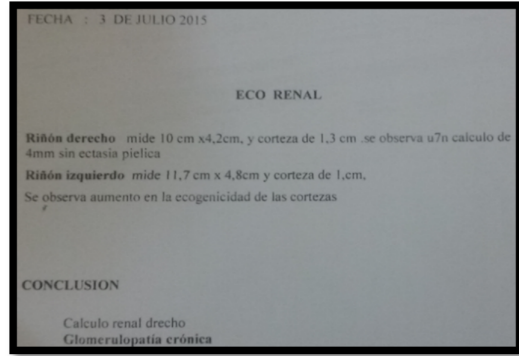 FECHA : 3 DE JULIO 2015
ECO RENAL
Riñón derecho mide 10 cm x4,2cm, y corteza de 1,3 cm .se observa u7n calculo de
4mm sin ectasia pielica
Riñón izquierdo mide 11,7 cm x 4,8cm y corteza de 1,cm,
Se observa aumento en la ecogenicidad de las cortezas
CONCLUSION
Calculo renal drecho
Glomerulopatía crónica